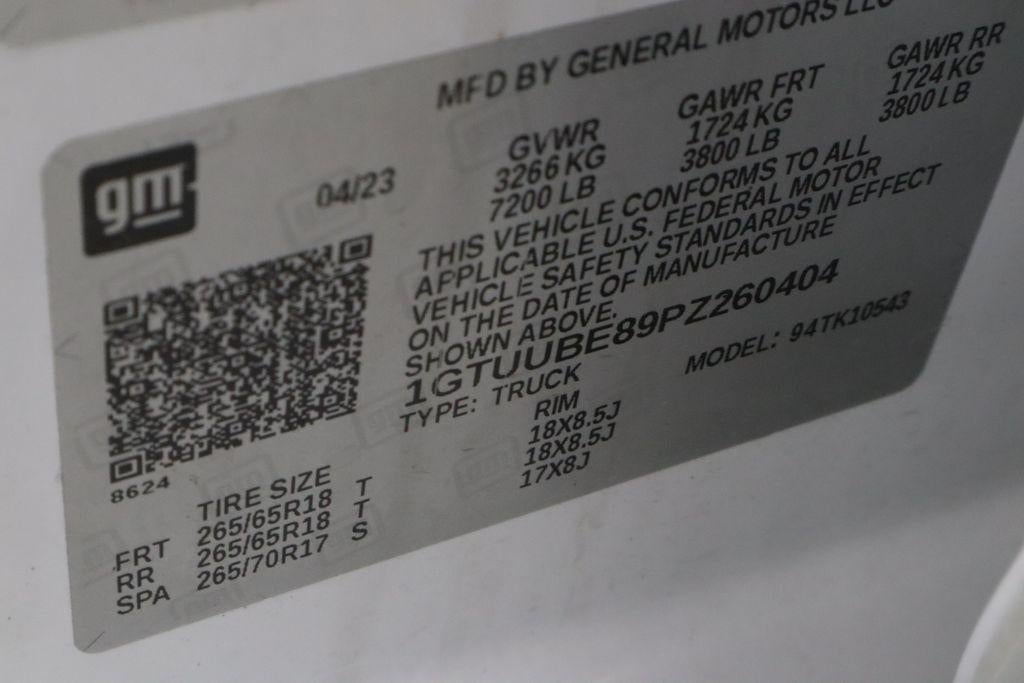 MFD BY GENERAL MOTORS LLC
gm
04/23
GVWR
3266 KG
7200 LB
GAWR FRT
1724 KG
3800 LB
GAWR RR
1724 KG
3800 LB
THIS VEHICLE CONFORMS TO ALL
APPLICABLE U.S. FEDERAL MOTOR
VEHICLE SAFETY STANDARDS IN EFFECT
ON THE DATE OF MANUFACTURE
SHOWN ABOVE.
1GTUUBE89PZ260404
TYPE: TRUCK
MODEL: 94TK10543
8624
TIRE SIZE RIM
FRT 265/65R18 T 18X8.5J
RR 265/65R18 T 18X8.5J
SPA 265/70R17 S 17X8J